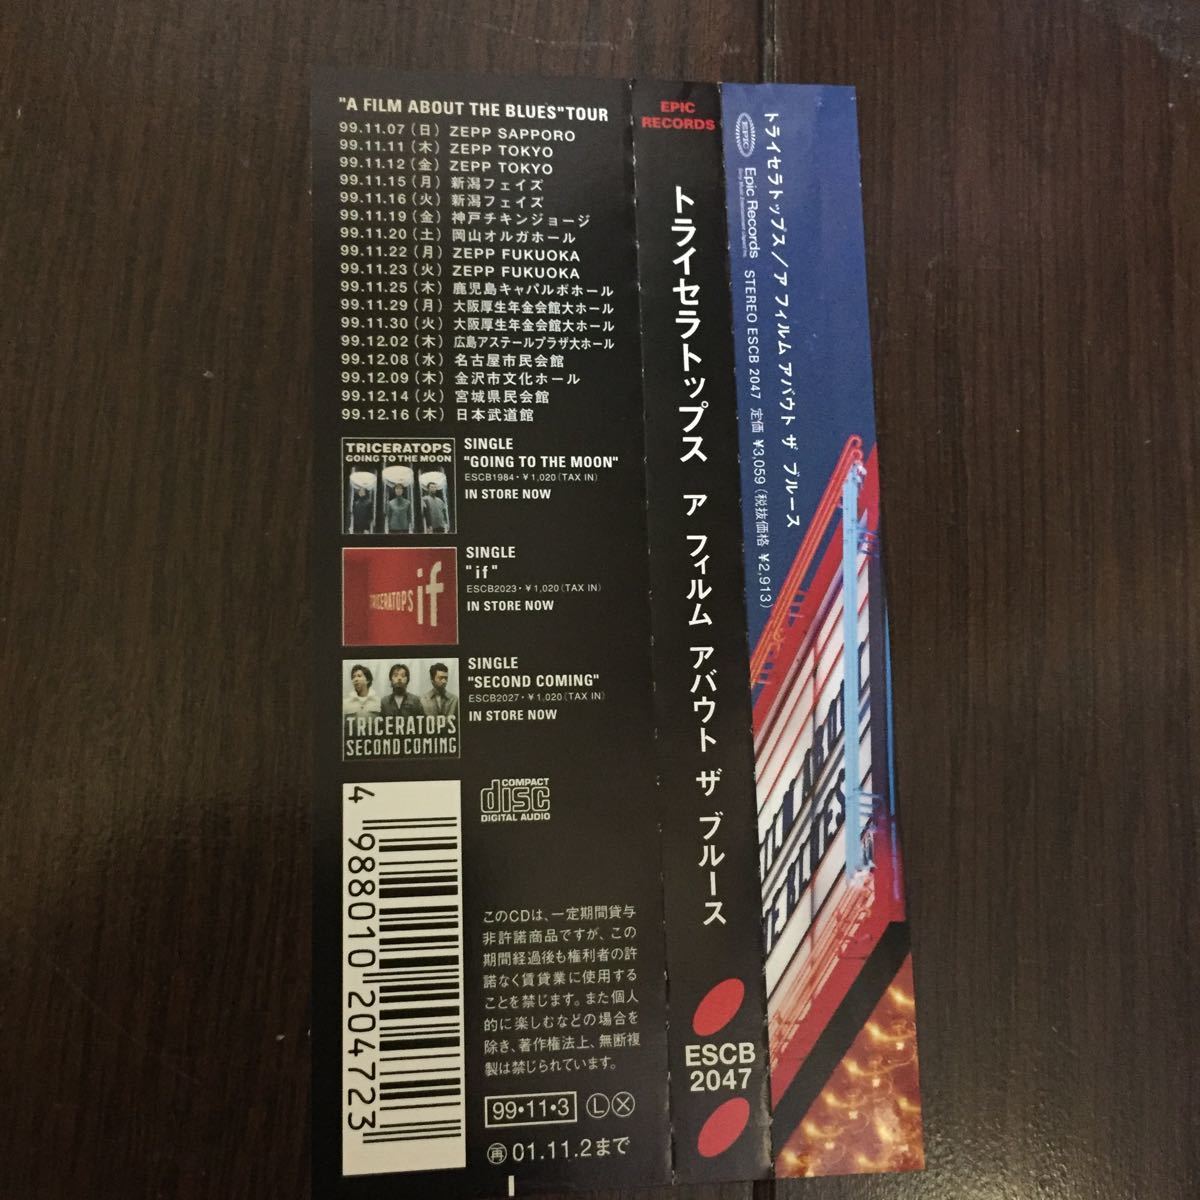 "A FILM ABOUT THE BLUES"TOUR
99.11.07(日) ZEPP SAPPORO
99.11.11(木) ZEPP TOKYO
99.11.12(金) ZEPP TOKYO
99.11.15(月) 新潟フェイズ
99.11.16(火) 新潟フェイズ
99.11.19(金) 神戸チキンジョージ
99.11.20(土) 岡山オルガホール
99.11.22(月) ZEPP FUKUOKA
99.11.23(火) ZEPP FUKUOKA
99.11.25(木) 鹿児島キャパルボホール
99.11.29(月) 大阪厚生年金会館大ホール
99.11.30(火) 大阪厚生年金会館大ホール
99.12.02(木) 広島アステールプラザ大ホール
99.12.08(水) 名古屋市民会館
99.12.09(木) 金沢市文化ホール
99.12.14(火) 宮城県民会館
99.12.16(木) 日本武道館
TRICERATOPS
GOING TO THE MOON
SINGLE
"GOING TO THE MOON"
ESCB1984・¥1,020(TAX IN)
IN STORE NOW
TRICERATOPS if
SINGLE
"if"
ESCB2023・¥1,020(TAX IN)
IN STORE NOW
TRICERATOPS
SECOND COMING
SINGLE
"SECOND COMING"
ESCB2027・¥1,020(TAX IN)
IN STORE NOW
4 988010 204723
COMPACT
disc
DIGITAL AUDIO
このCDは、一定期間貸与
非許諾商品ですが、この
期間経過後も権利者の許
諾なく賃貸業に使用する
ことを禁じます。また個人
的に楽しむなどの場合を
除き、著作権法上、無断複
製は禁じられています。
99・11・3 Ⓛ Ⓧ
㊢01.11.2まで
EPIC
RECORDS
トライセラトップス ア フィルム アバウト ザ ブルース
ESCB
2047
トライセラトップス/ア フィルム アバウト ザ ブルース
EPIC Epic Records STEREO ESCB 2047 定価 ¥3,059(税抜価格 ¥2,913)